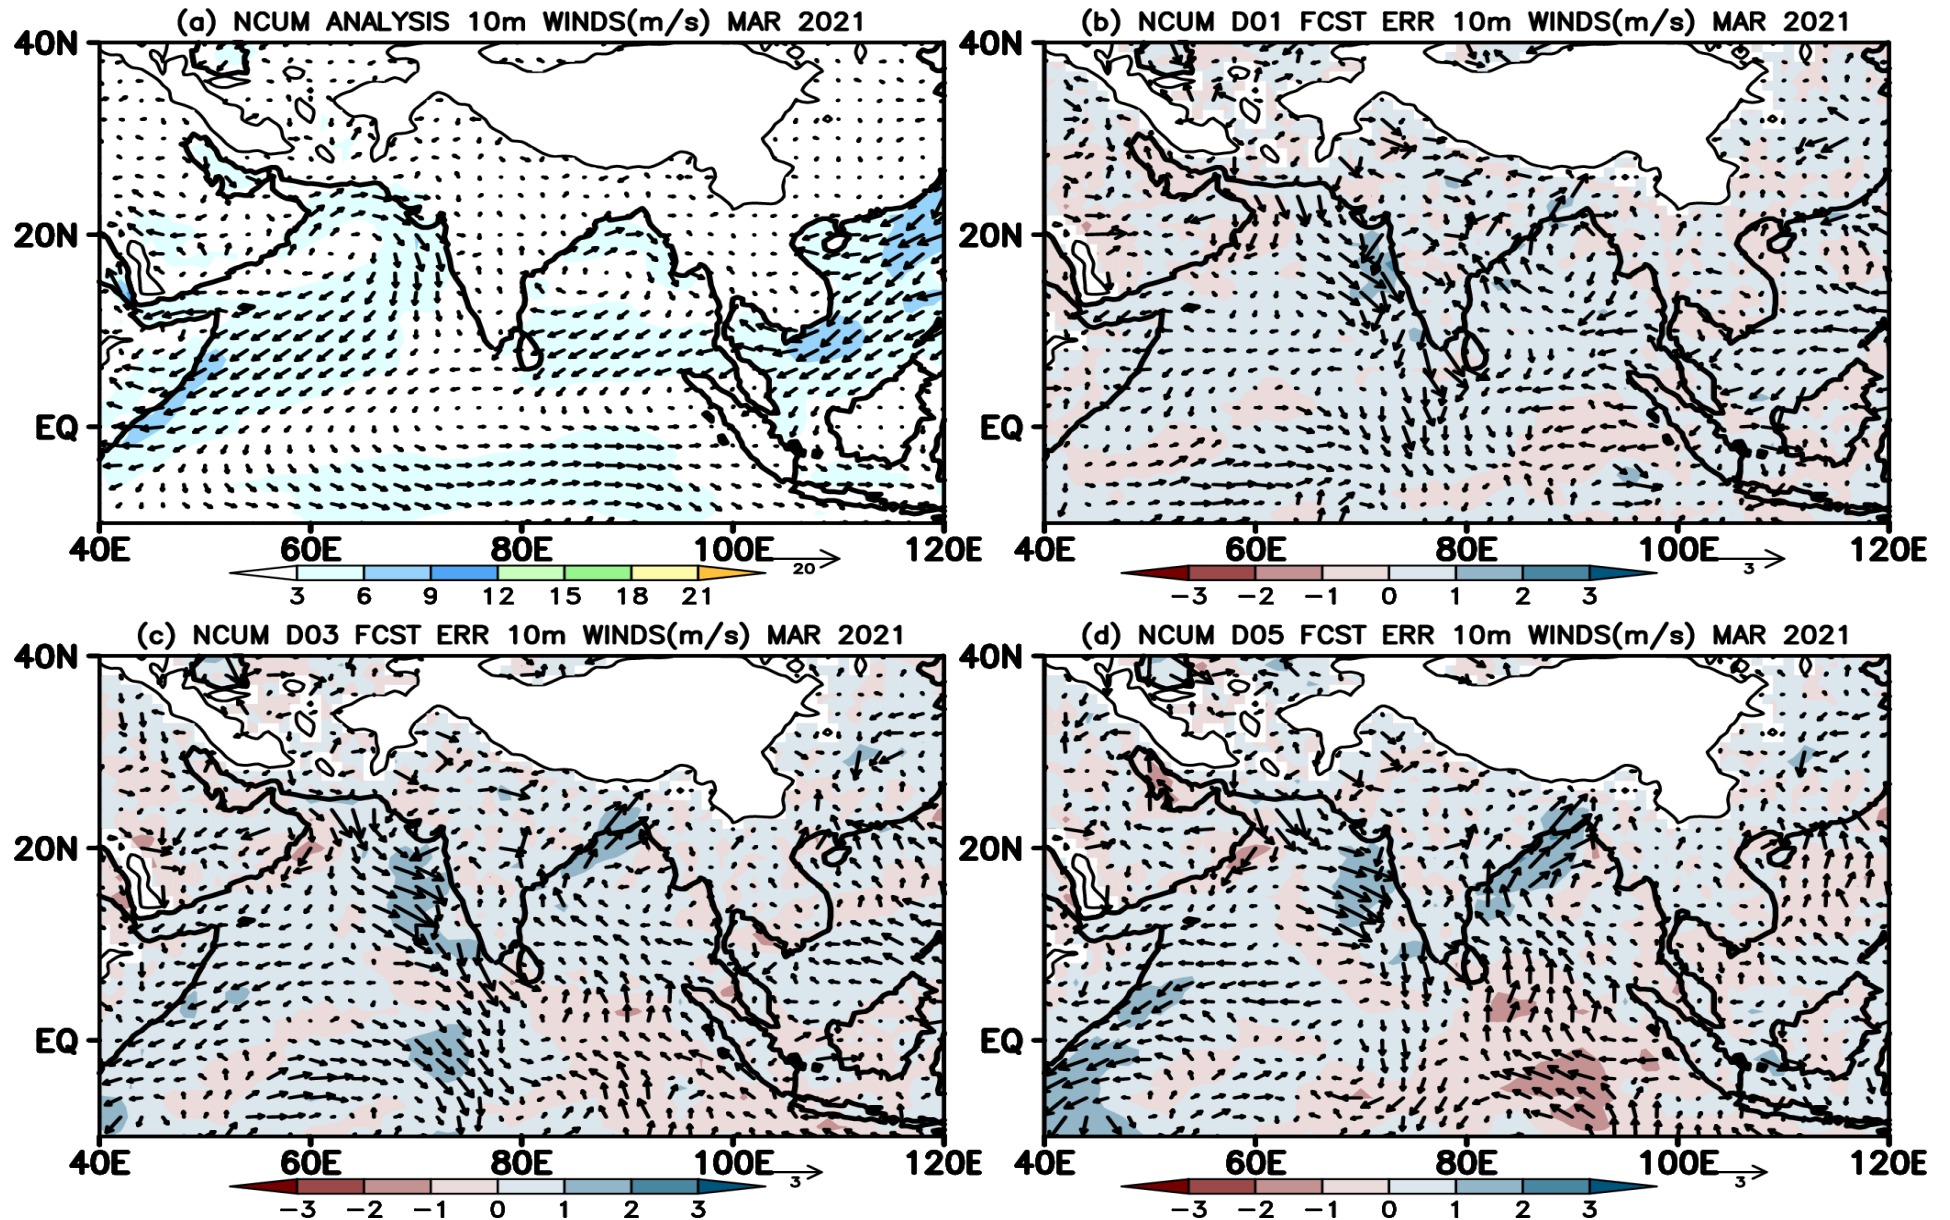 (a) NCUM ANALYSIS 10m WINDS(m/s) MAR 2021
40N
20N
EQ
40E 60E 80E 100E 120E
20
3 6 9 12 15 18 21
(b) NCUM D01 FCST ERR 10m WINDS(m/s) MAR 2021
40N
20N
EQ
40E 60E 80E 100E 120E
3
−3 −2 −1 0 1 2 3
(c) NCUM D03 FCST ERR 10m WINDS(m/s) MAR 2021
40N
20N
EQ
40E 60E 80E 100E 120E
3
−3 −2 −1 0 1 2 3
(d) NCUM D05 FCST ERR 10m WINDS(m/s) MAR 2021
40N
20N
EQ
40E 60E 80E 100E 120E
3
−3 −2 −1 0 1 2 3